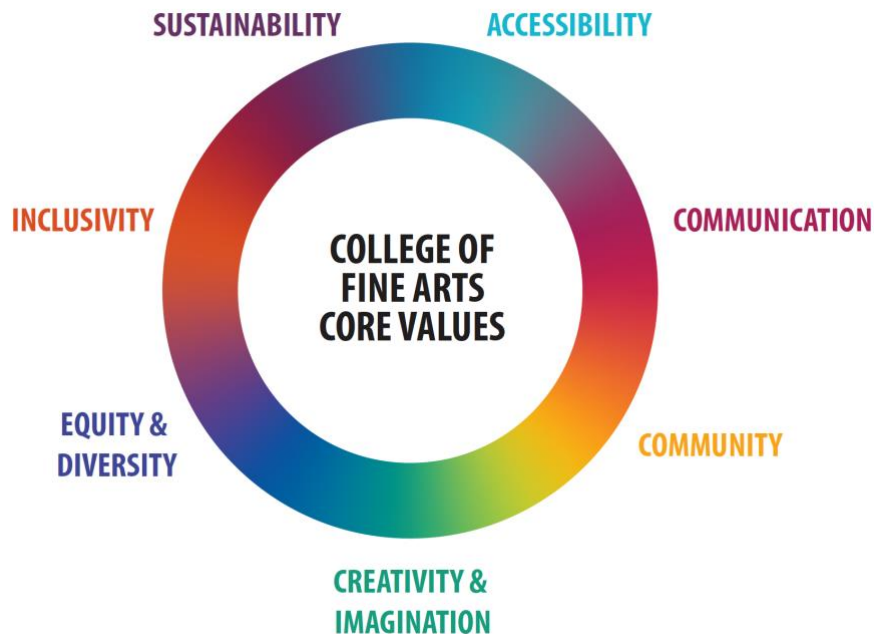 SUSTAINABILITY
ACCESSIBILITY
INCLUSIVITY
COMMUNICATION
COLLEGE OF
FINE ARTS
CORE VALUES
EQUITY &
DIVERSITY
COMMUNITY
CREATIVITY &
IMAGINATION